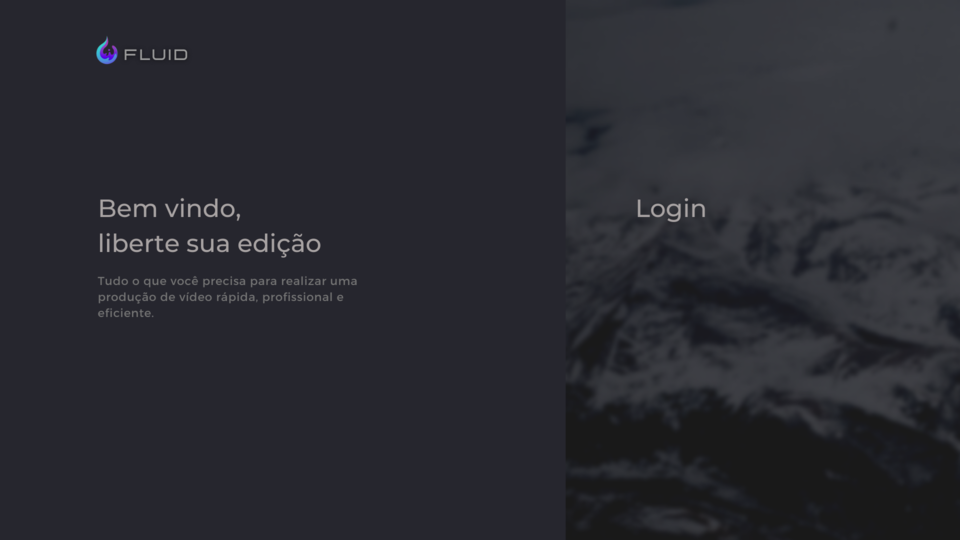 FLUID
Bem vindo,
liberte sua edição
Tudo o que você precisa para realizar uma
produção de vídeo rápida, profissional e
eficiente.
Login